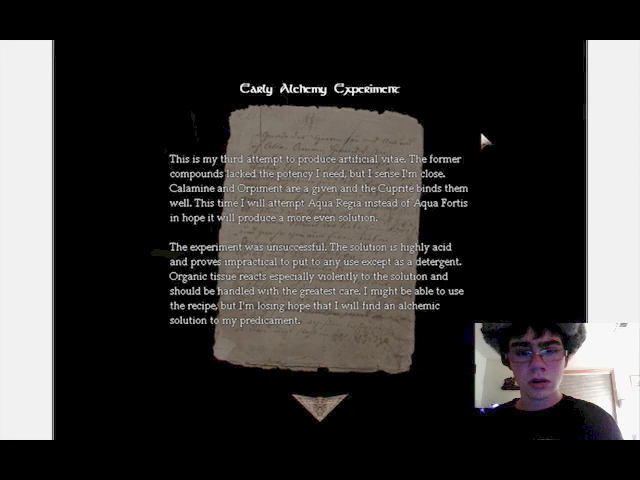 Early Alchemy Experiment
This is my third attempt to produce artificial vitae. The former
compounds lacked the potency I need, but I sense I'm close.
Calamine and Orpiment are a given and the Cuprite binds them
well. This time I will attempt Aqua Regia instead of Aqua Fortis
in hope it will produce a more even solution.
The experiment was unsuccessful. The solution is highly acid
and proves impractical to put to any use except as a detergent.
Organic tissue reacts especially violently to the solution and
should be handled with the greatest care. I might be able to use
the recipe, but I'm losing hope that I will find an alchemic
solution to my predicament.